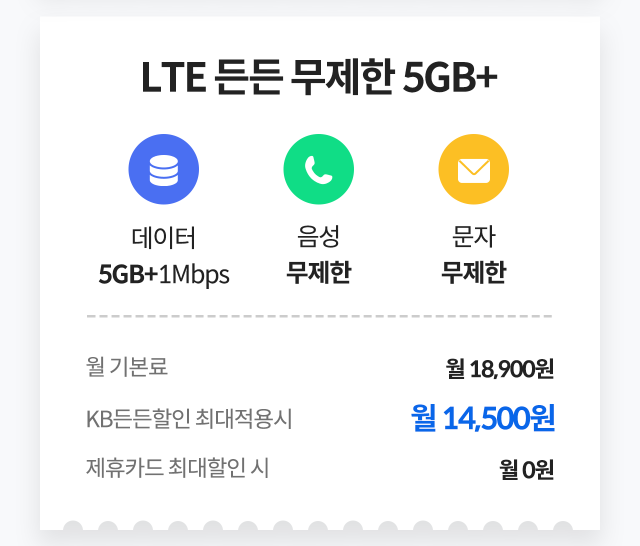 LTE 든든 무제한 5GB+
데이터 음성 문자
5GB+1Mbps 무제한 무제한
월 기본료 월 18,900원
KB든든할인 최대적용시 월 14,500원
제휴카드 최대할인 시 월 0원